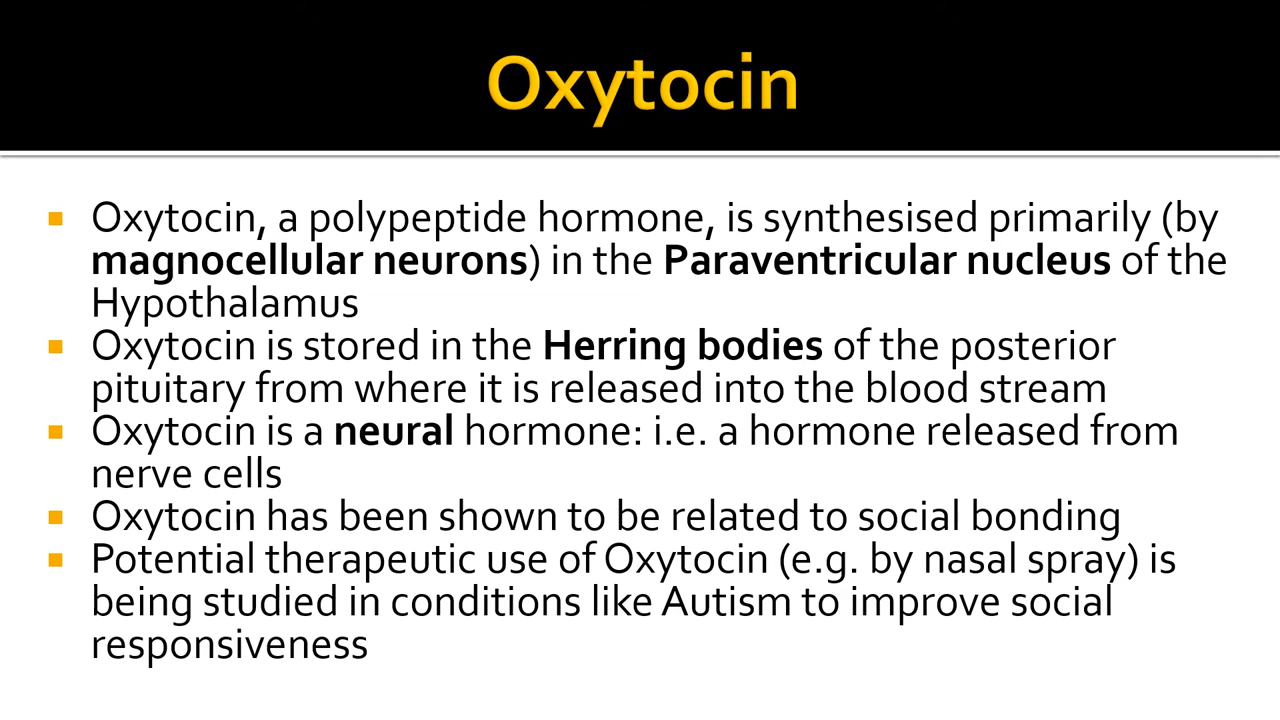 Oxytocin
Oxytocin, a polypeptide hormone, is synthesised primarily (by
magnocellular neurons) in the Paraventricular nucleus of the
Hypothalamus
Oxytocin is stored in the Herring bodies of the posterior
pituitary from where it is released into the blood stream
Oxytocin is a neural hormone: i.e. a hormone released from
nerve cells
Oxytocin has been shown to be related to social bonding
Potential therapeutic use of Oxytocin (e.g. by nasal spray) is
being studied in conditions like Autism to improve social
responsiveness